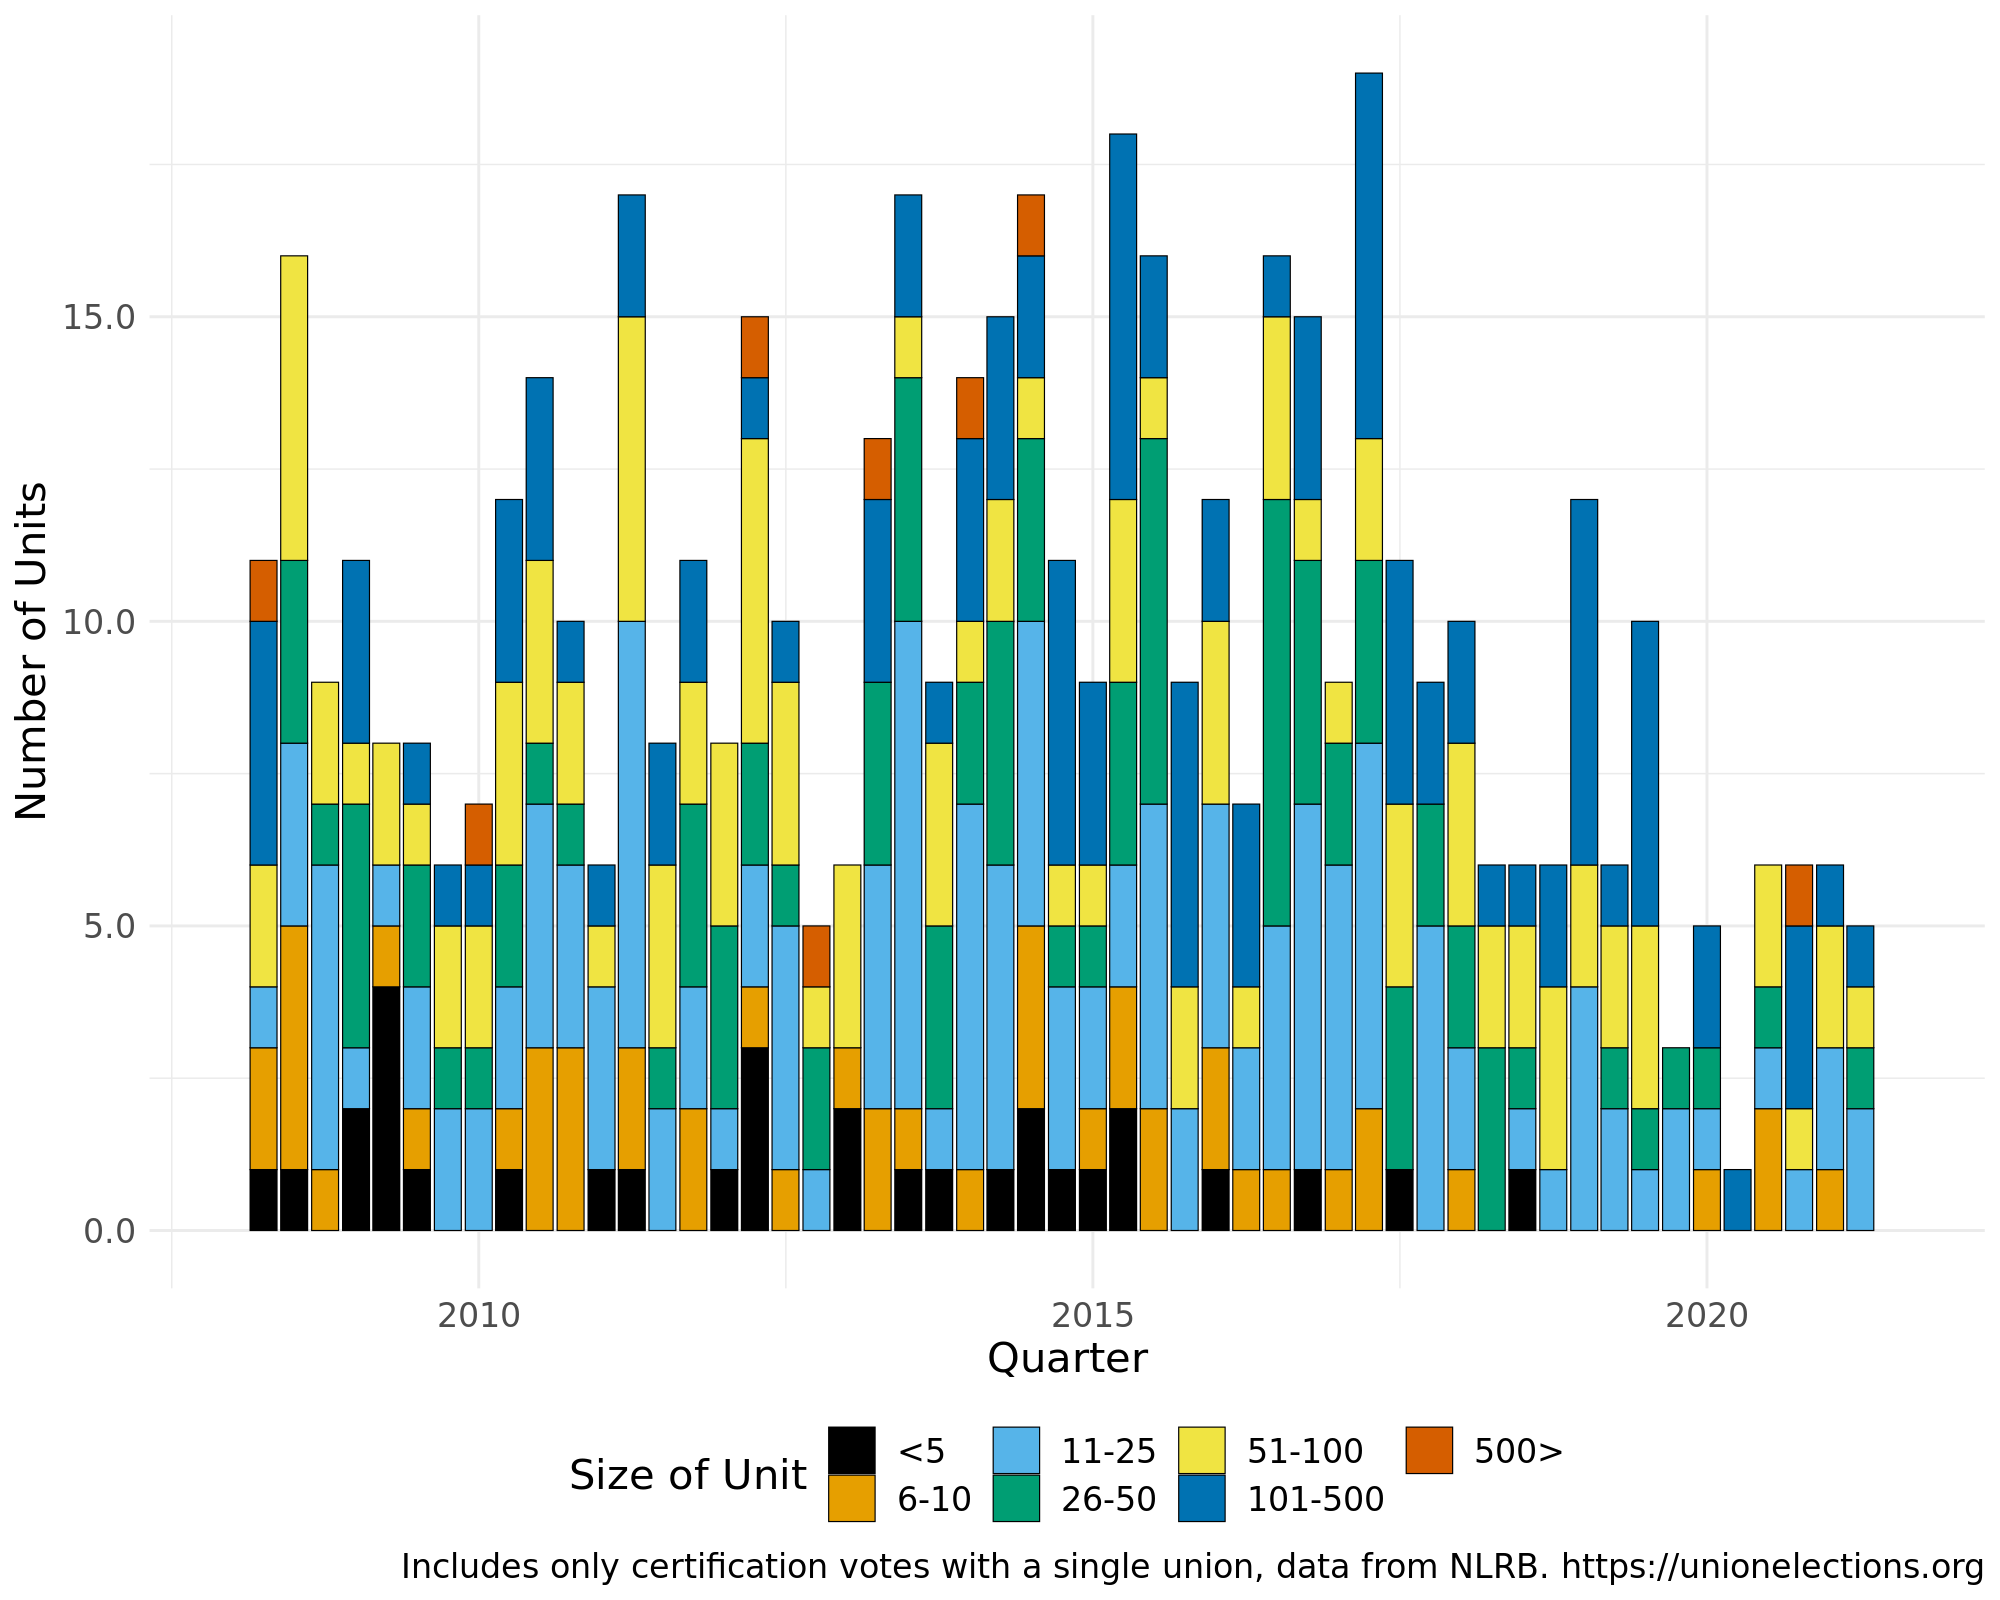 15.0
10.0
5.0
0.0
Number of Units
2010 2015 2020
Quarter
Size of Unit
<5 11-25 51-100 500>
6-10 26-50 101-500
Includes only certification votes with a single union, data from NLRB. https://unionelections.org